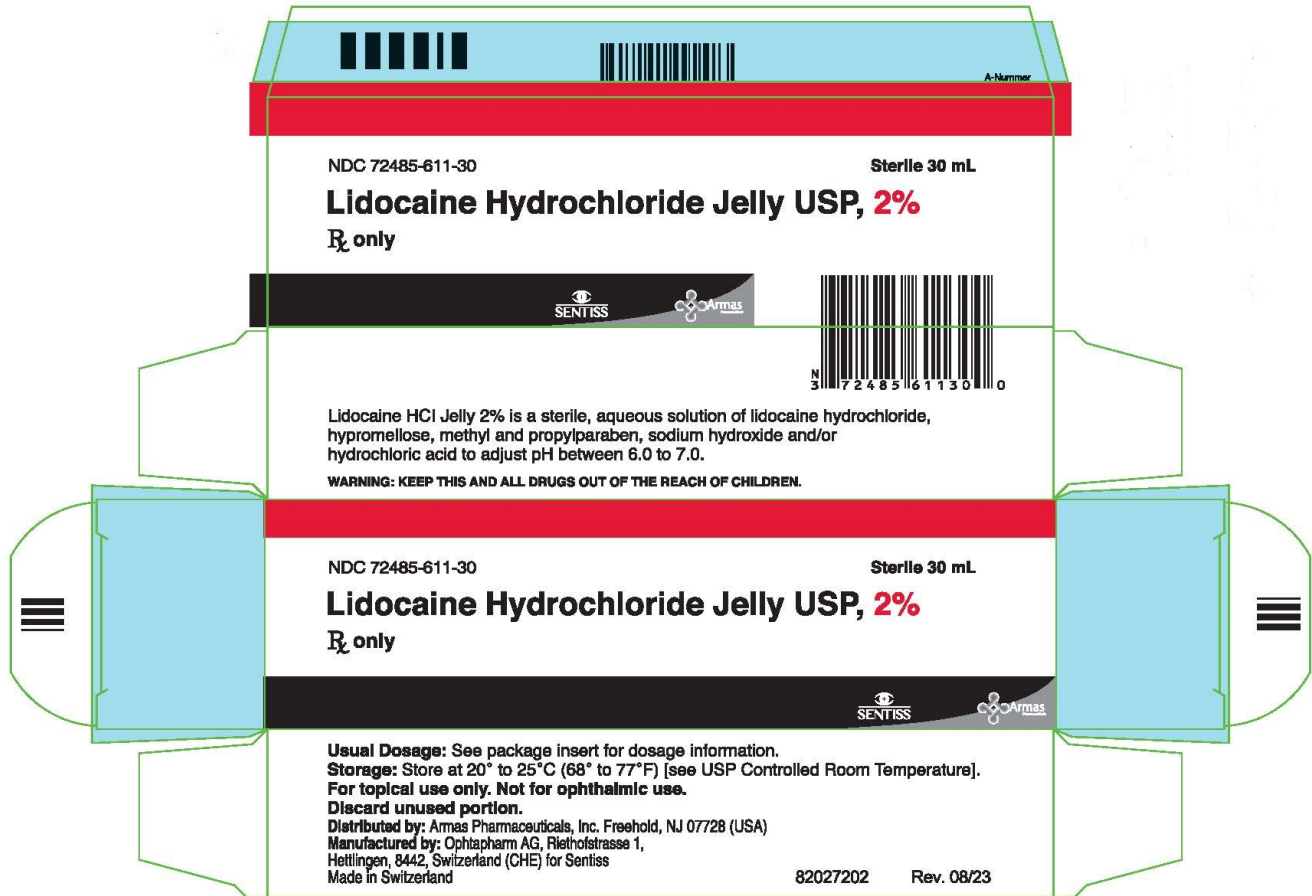 A-Nummer
NDC 72485-611-30 Sterile 30 mL
Lidocaine Hydrochloride Jelly USP, 2%
℞ only
SENTISS Armas
N
3 72485 61130 0
Lidocaine HCl Jelly 2% is a sterile, aqueous solution of lidocaine hydrochloride,
hypromellose, methyl and propylparaben, sodium hydroxide and/or
hydrochloric acid to adjust pH between 6.0 to 7.0.
WARNING: KEEP THIS AND ALL DRUGS OUT OF THE REACH OF CHILDREN.
NDC 72485-611-30 Sterile 30 mL
Lidocaine Hydrochloride Jelly USP, 2%
℞ only
SENTISS Armas
Usual Dosage: See package insert for dosage information.
Storage: Store at 20° to 25°C (68° to 77°F) [see USP Controlled Room Temperature].
For topical use only. Not for ophthalmic use.
Discard unused portion.
Distributed by: Armas Pharmaceuticals, Inc. Freehold, NJ 07728 (USA)
Manufactured by: Ophtapharm AG, Riethofstrasse 1,
Hettlingen, 8442, Switzerland (CHE) for Sentiss
Made in Switzerland 82027202 Rev. 08/23